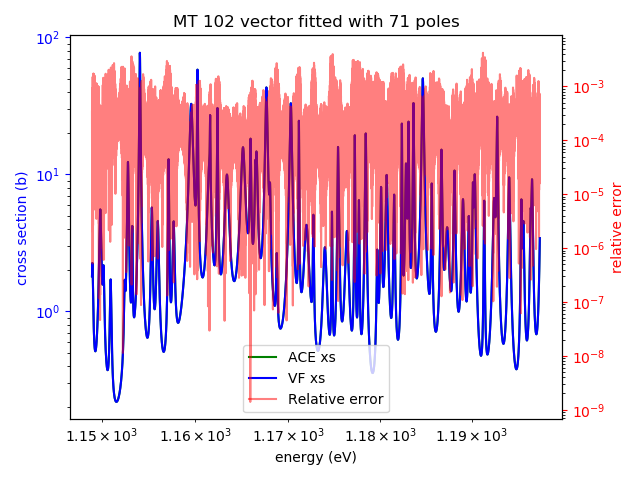 MT 102 vector fitted with 71 poles
10²
10¹
10⁰
cross section (b)
10⁻³
10⁻⁴
10⁻⁵
10⁻⁶
10⁻⁷
10⁻⁸
10⁻⁹
relative error
ACE xs
VF xs
Relative error
1.15 × 10³ 1.16 × 10³ 1.17 × 10³ 1.18 × 10³ 1.19 × 10³
energy (eV)